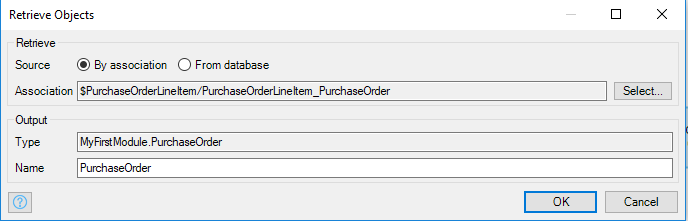 Retrieve Objects
Retrieve
Source By association From database
Association $PurchaseOrderLineItem/PurchaseOrderLineItem_PurchaseOrder Select...
Output
Type MyFirstModule.PurchaseOrder
Name PurchaseOrder
? OK Cancel